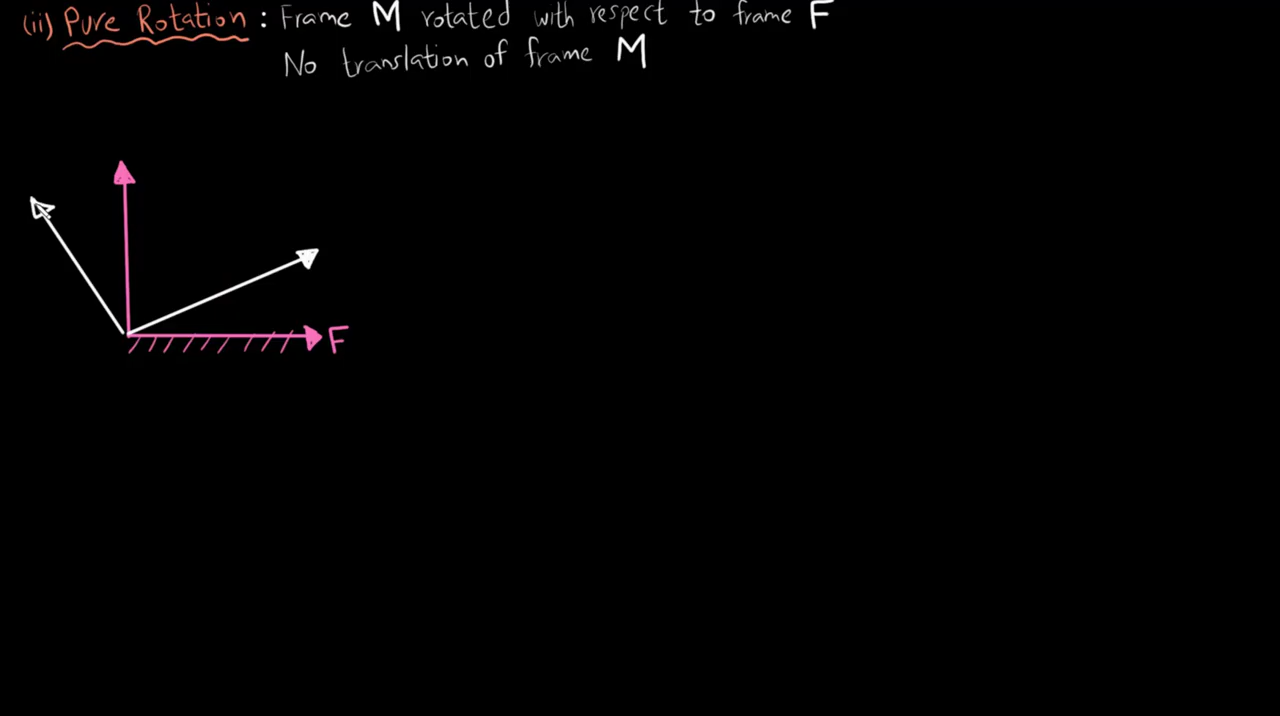 (ii) Pure Rotation : Frame M rotated with respect to frame F
No translation of frame M
F